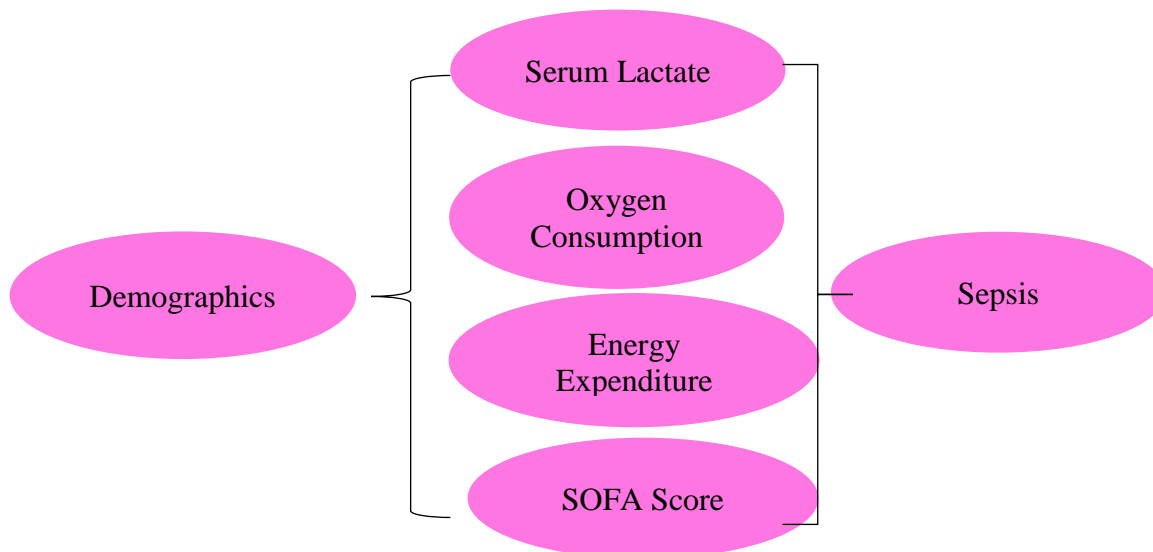 Serum Lactate
Oxygen
Consumption
Demographics
Sepsis
Energy
Expenditure
SOFA Score